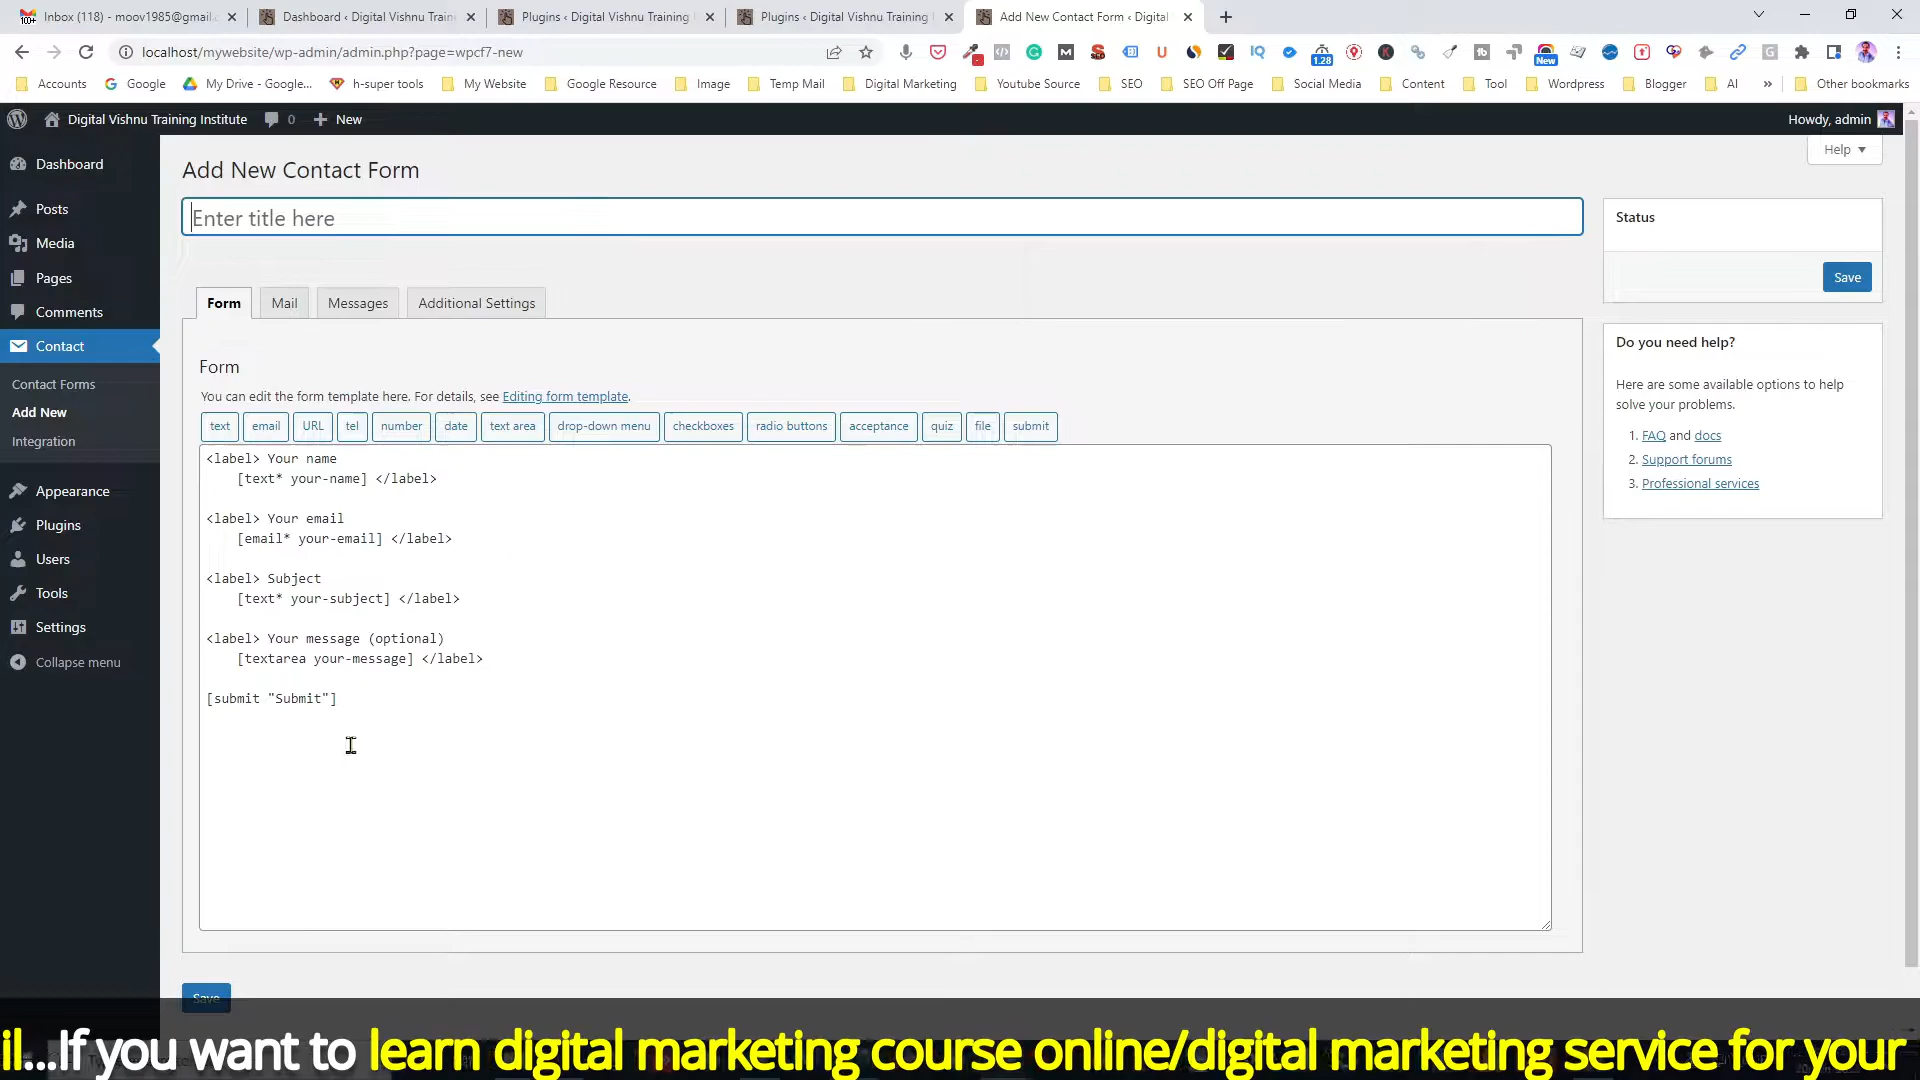 Inbox (118) - moov1985@gmail.c
Dashboard ‹ Digital Vishnu Traini
Plugins ‹ Digital Vishnu Training I
Plugins ‹ Digital Vishnu Training I
Add New Contact Form ‹ Digital
localhost/mywebsite/wp-admin/admin.php?page=wpcf7-new
1.28
New
Accounts
Google
My Drive - Google...
h-super tools
My Website
Google Resource
Image
Temp Mail
Digital Marketing
Youtube Source
SEO
SEO Off Page
Social Media
Content
Tool
Wordpress
Blogger
AI
»
Other bookmarks
Digital Vishnu Training Institute
0
New
Howdy, admin
Dashboard
Posts
Media
Pages
Comments
Contact
Contact Forms
Add New
Integration
Appearance
Plugins
Users
Tools
Settings
Collapse menu
Help
Add New Contact Form
Enter title here
Form
Mail
Messages
Additional Settings
Form
You can edit the form template here. For details, see Editing form template.
text
email
URL
tel
number
date
text area
drop-down menu
checkboxes
radio buttons
acceptance
quiz
file
submit
<label> Your name
[text* your-name] </label>
<label> Your email
[email* your-email] </label>
<label> Subject
[text* your-subject] </label>
<label> Your message (optional)
[textarea your-message] </label>
[submit "Submit"]
Save
Status
Save
Do you need help?
Here are some available options to help
solve your problems.
1. FAQ and docs
2. Support forums
3. Professional services
il...If you want to learn digital marketing course online/digital marketing service for your